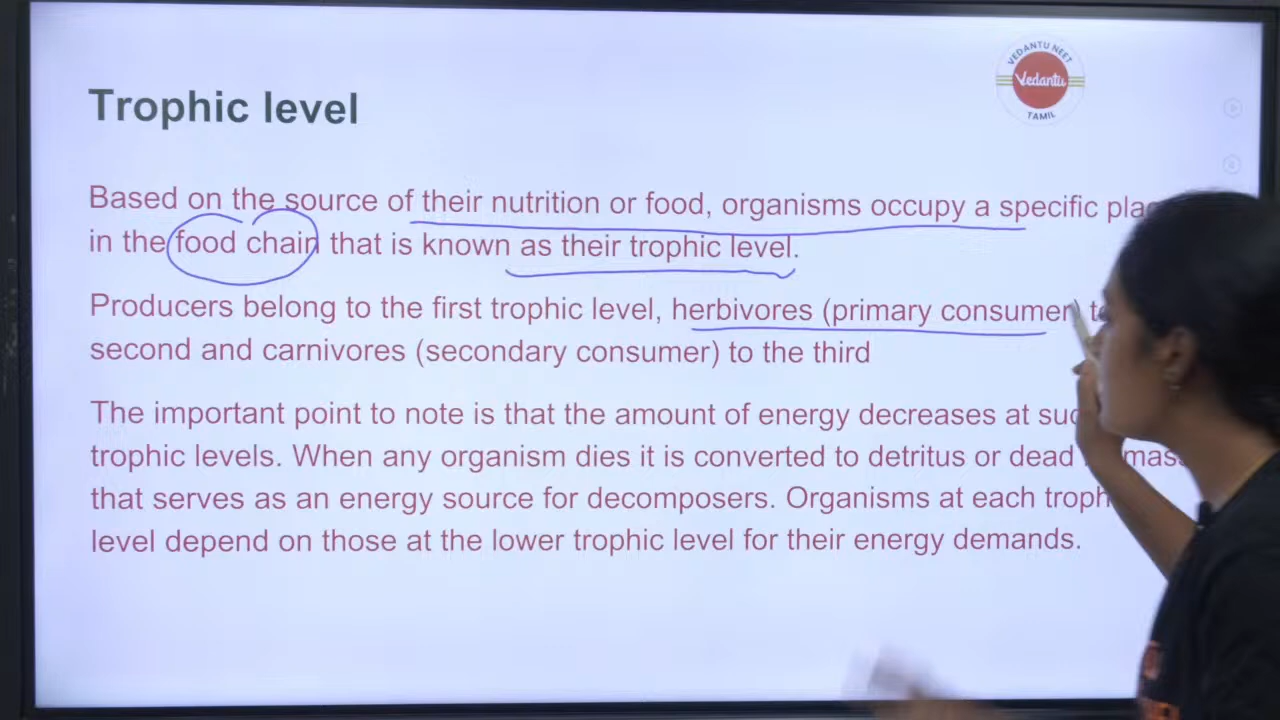 VEDANTU NEET
Vedantu
TAMIL
Trophic level
Based on the source of their nutrition or food, organisms occupy a specific
in the food chain that is known as their trophic level.
Producers belong to the first trophic level, herbivores (primary consumer)
second and carnivores (secondary consumer) to the third
The important point to note is that the amount of energy decreases at
trophic levels. When any organism dies it is converted to detritus or dead
that serves as an energy source for decomposers. Organisms at each
level depend on those at the lower trophic level for their energy demands.